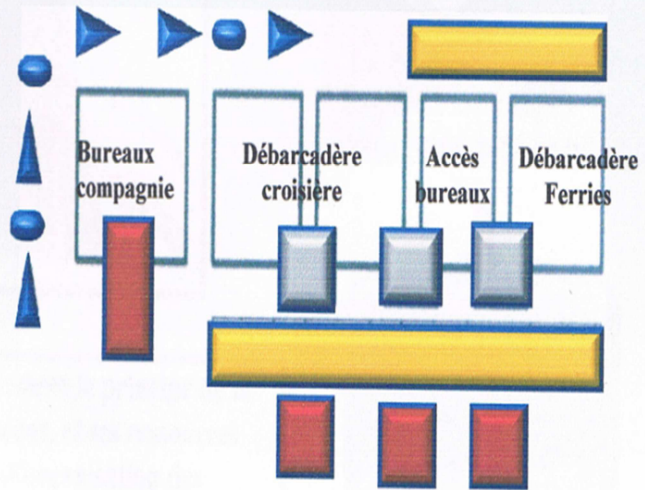 Bureaux
compagnie
Débarcadère
croisière
Accès
bureaux
Débarcadère
Ferries